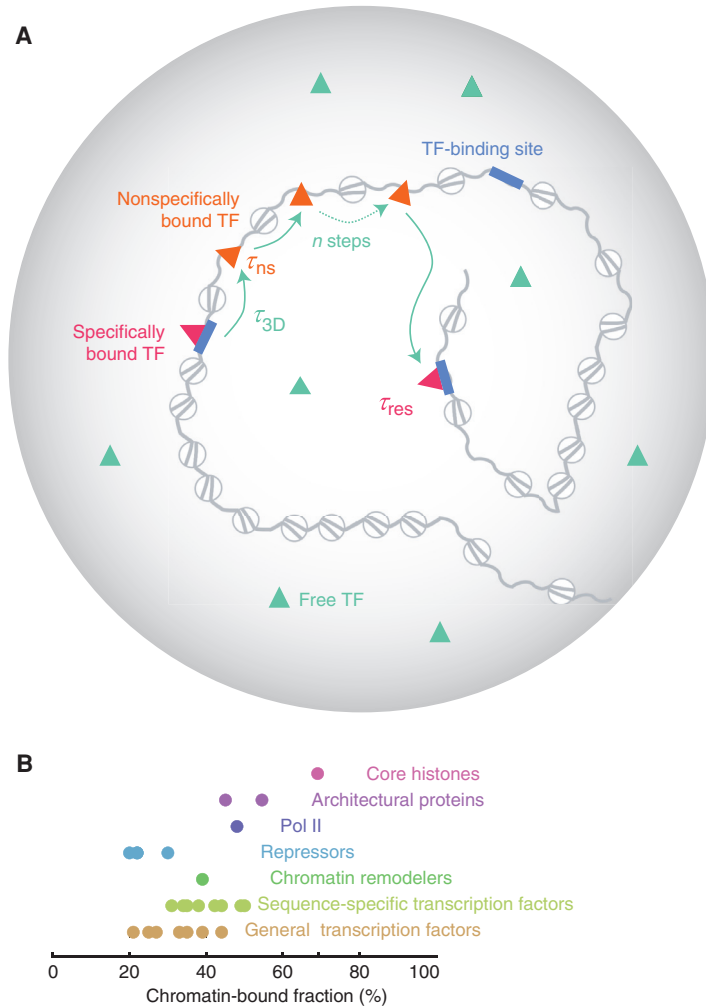 A
TF-binding site
Nonspecifically
bound TF
n steps
τns
τ3D
Specifically
bound TF
τres
Free TF
B
Core histones
Architectural proteins
Pol II
Repressors
Chromatin remodelers
Sequence-specific transcription factors
General transcription factors
0 20 40 60 80 100
Chromatin-bound fraction (%)